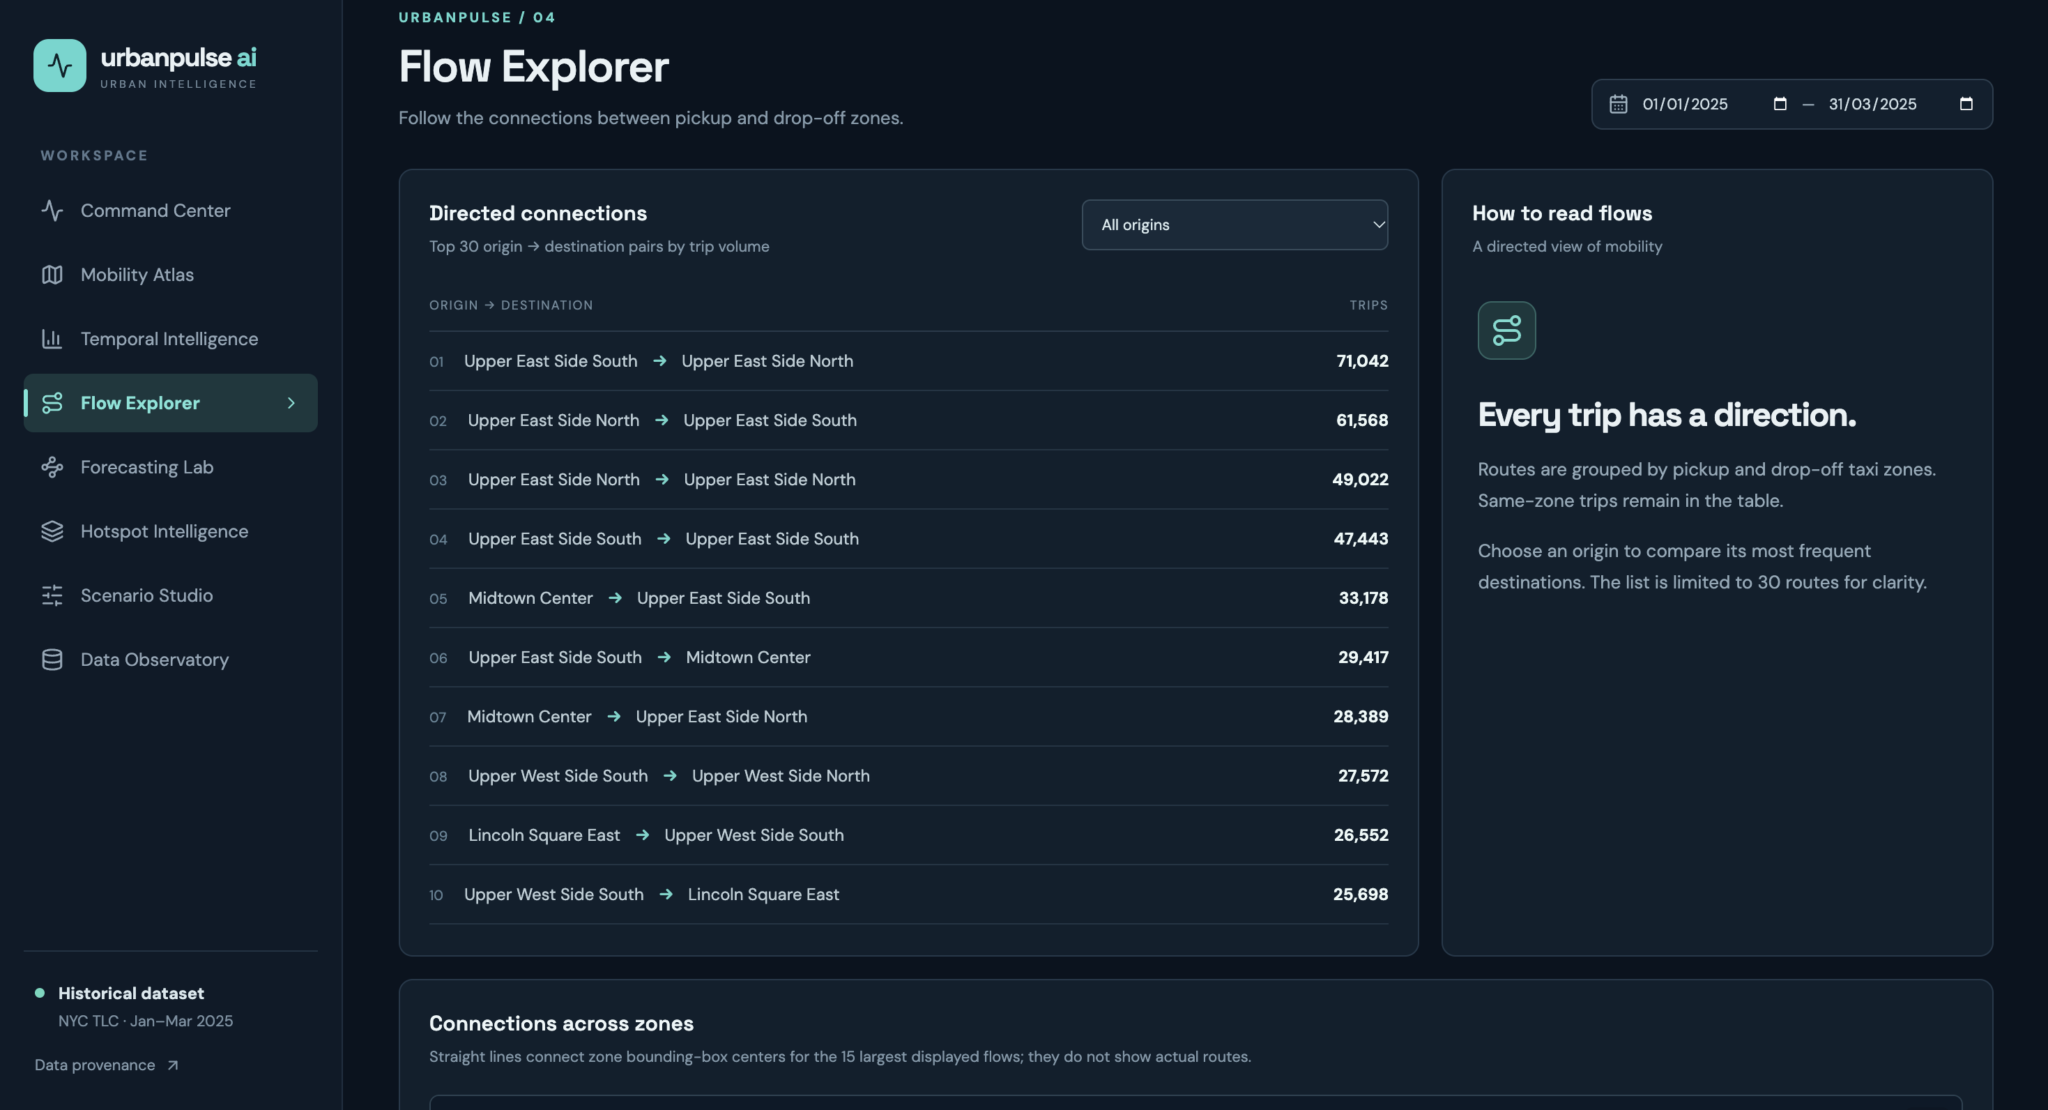 urbanpulse ai
URBAN INTELLIGENCE
WORKSPACE
Command Center
Mobility Atlas
Temporal Intelligence
Flow Explorer
Forecasting Lab
Hotspot Intelligence
Scenario Studio
Data Observatory
Historical dataset
NYC TLC · Jan–Mar 2025
Data provenance ↗
URBANPULSE / 04
Flow Explorer
Follow the connections between pickup and drop-off zones.
01/01/2025 — 31/03/2025
Directed connections
Top 30 origin → destination pairs by trip volume
All origins
ORIGIN → DESTINATION TRIPS
01 Upper East Side South → Upper East Side North 71,042
02 Upper East Side North → Upper East Side South 61,568
03 Upper East Side North → Upper East Side North 49,022
04 Upper East Side South → Upper East Side South 47,443
05 Midtown Center → Upper East Side South 33,178
06 Upper East Side South → Midtown Center 29,417
07 Midtown Center → Upper East Side North 28,389
08 Upper West Side South → Upper West Side North 27,572
09 Lincoln Square East → Upper West Side South 26,552
10 Upper West Side South → Lincoln Square East 25,698
How to read flows
A directed view of mobility
Every trip has a direction.
Routes are grouped by pickup and drop-off taxi zones.
Same-zone trips remain in the table.
Choose an origin to compare its most frequent
destinations. The list is limited to 30 routes for clarity.
Connections across zones
Straight lines connect zone bounding-box centers for the 15 largest displayed flows; they do not show actual routes.